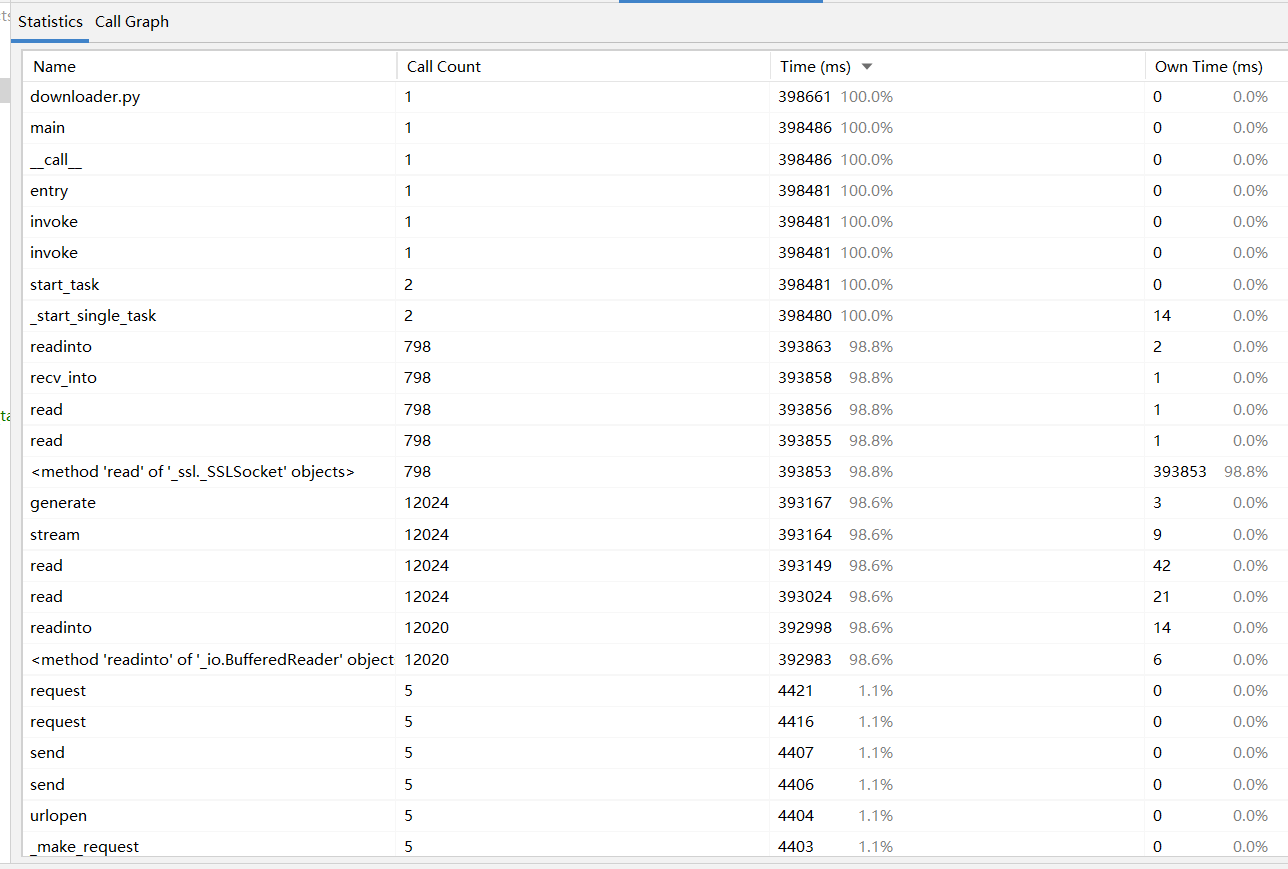 Statistics Call Graph
Name Call Count Time (ms) Own Time (ms)
downloader.py 1 398661 100.0% 0 0.0%
main 1 398486 100.0% 0 0.0%
__call__ 1 398486 100.0% 0 0.0%
entry 1 398481 100.0% 0 0.0%
invoke 1 398481 100.0% 0 0.0%
invoke 1 398481 100.0% 0 0.0%
start_task 2 398481 100.0% 0 0.0%
_start_single_task 2 398480 100.0% 14 0.0%
readinto 798 393863 98.8% 2 0.0%
recv_into 798 393858 98.8% 1 0.0%
read 798 393856 98.8% 1 0.0%
read 798 393855 98.8% 1 0.0%
<method 'read' of '_ssl._SSLSocket' objects> 798 393853 98.8% 393853 98.8%
generate 12024 393167 98.6% 3 0.0%
stream 12024 393164 98.6% 9 0.0%
read 12024 393149 98.6% 42 0.0%
read 12024 393024 98.6% 21 0.0%
readinto 12020 392998 98.6% 14 0.0%
<method 'readinto' of '_io.BufferedReader' object 12020 392983 98.6% 6 0.0%
request 5 4421 1.1% 0 0.0%
request 5 4416 1.1% 0 0.0%
send 5 4407 1.1% 0 0.0%
send 5 4406 1.1% 0 0.0%
urlopen 5 4404 1.1% 0 0.0%
_make_request 5 4403 1.1% 0 0.0%